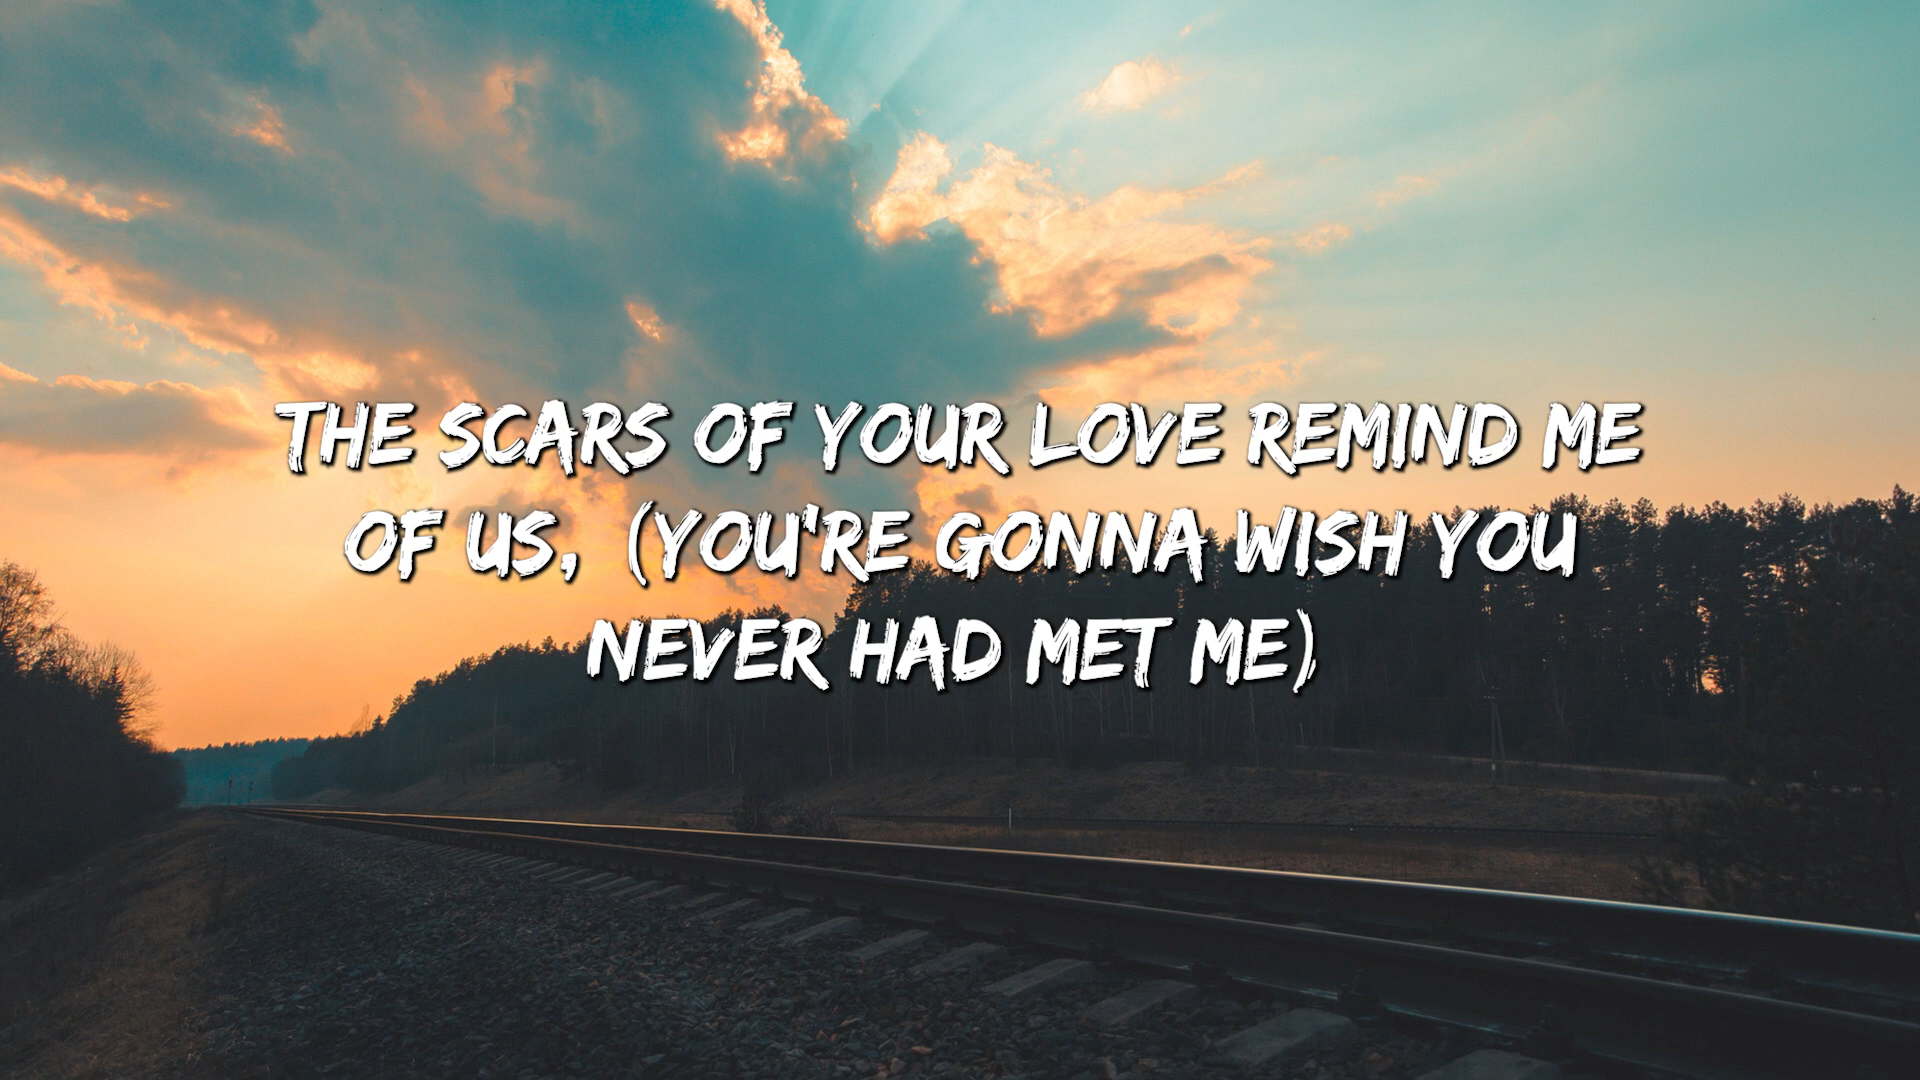 THE SCARS OF YOUR LOVE REMIND ME
OF US, (YOU'RE GONNA WISH YOU
NEVER HAD MET ME)